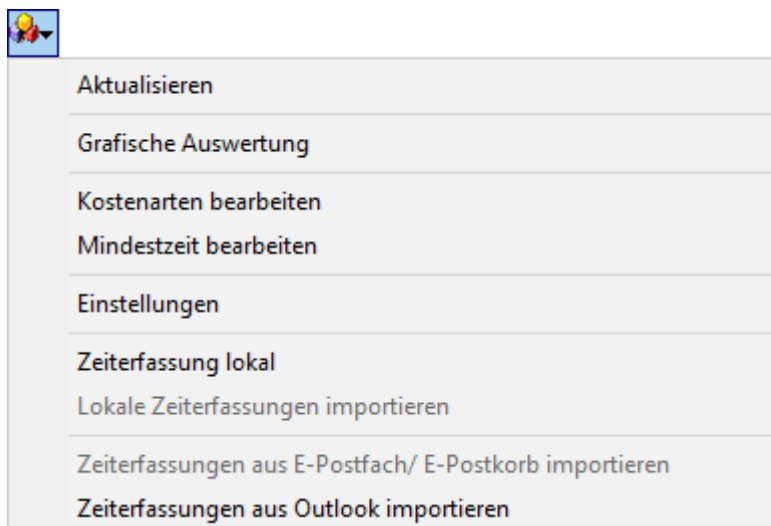 Aktualisieren
Grafische Auswertung
Kostenarten bearbeiten
Mindestzeit bearbeiten
Einstellungen
Zeiterfassung lokal
Lokale Zeiterfassungen importieren
Zeiterfassungen aus E-Postfach/ E-Postkorb importieren
Zeiterfassungen aus Outlook importieren